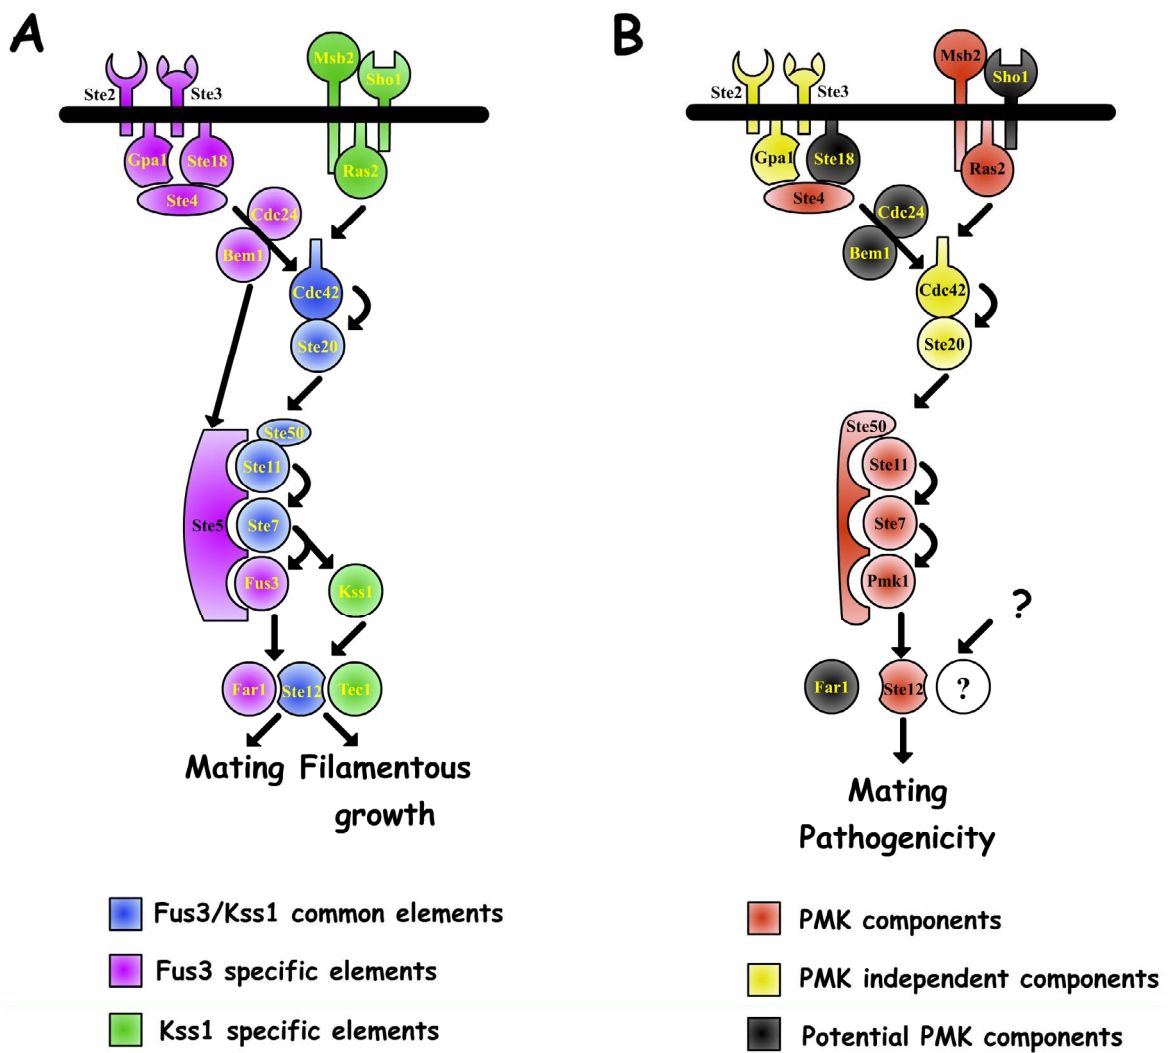 A
Ste2
Ste3
Msb2
Sho1
Gpa1
Ste18
Ras2
Ste4
Cdc24
Bem1
Cdc42
Ste20
Ste50
Ste11
Ste5
Ste7
Fus3
Kss1
Far1
Ste12
Tec1
Mating
Filamentous
growth
Fus3/Kss1 common elements
Fus3 specific elements
Kss1 specific elements
B
Ste2
Ste3
Msb2
Sho1
Gpa1
Ste18
Ras2
Ste4
Cdc24
Bem1
Cdc42
Ste20
Ste50
Ste11
Ste7
Pmk1
?
Far1
Ste12
?
Mating
Pathogenicity
PMK components
PMK independent components
Potential PMK components